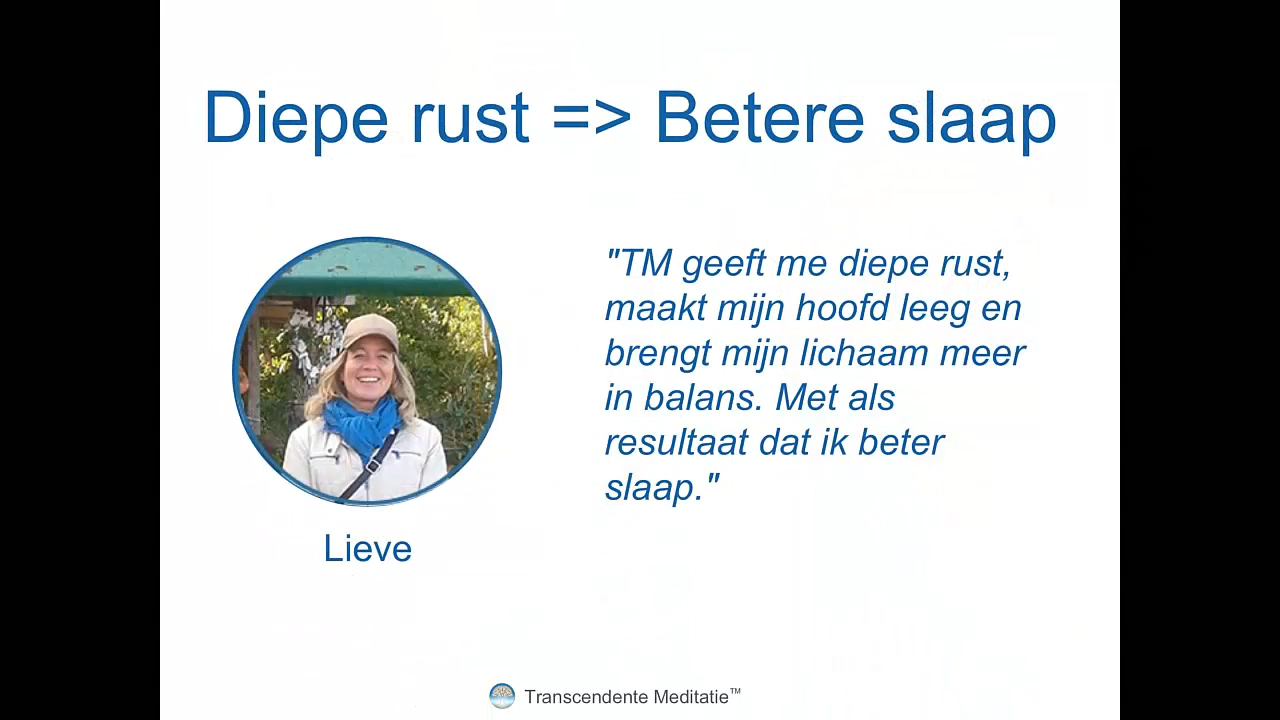 Diepe rust => Betere slaap
"TM geeft me diepe rust,
maakt mijn hoofd leeg en
brengt mijn lichaam meer
in balans. Met als
resultaat dat ik beter
slaap."
Lieve
Transcendente Meditatie™